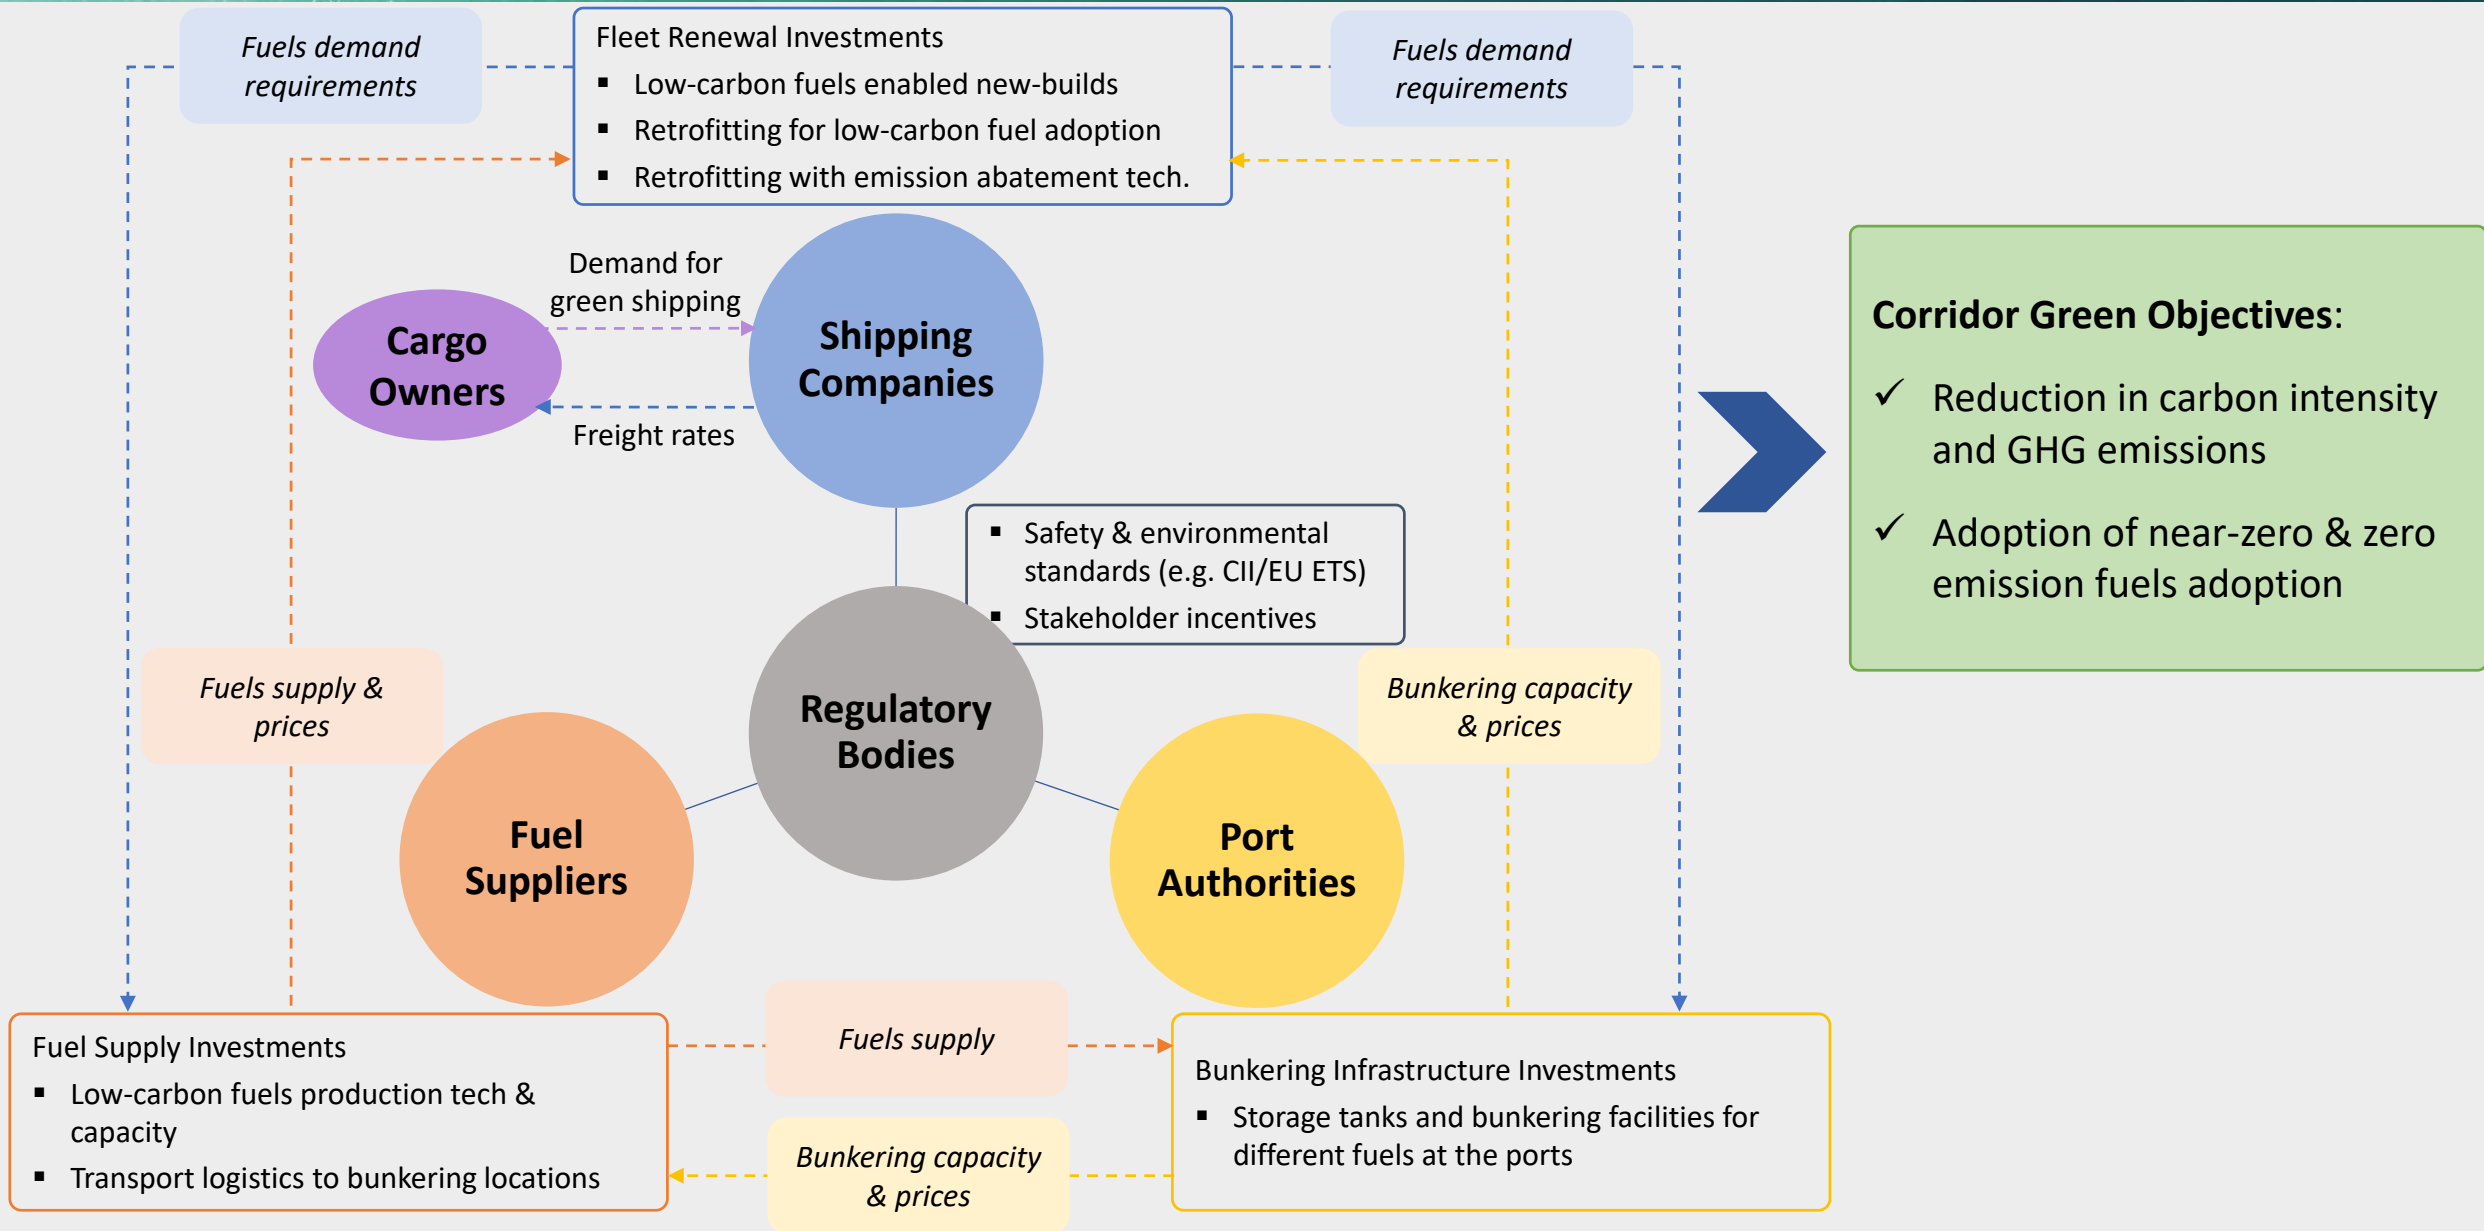 Fuels demand
requirements
Fleet Renewal Investments
▪ Low-carbon fuels enabled new-builds
▪ Retrofitting for low-carbon fuel adoption
▪ Retrofitting with emission abatement tech.
Fuels demand
requirements
Demand for
green shipping
Cargo
Owners
Shipping
Companies
Freight rates
Corridor Green Objectives:
✓ Reduction in carbon intensity
and GHG emissions
✓ Adoption of near-zero & zero
emission fuels adoption
▪ Safety & environmental
standards (e.g. CII/EU ETS)
▪ Stakeholder incentives
Fuels supply &
prices
Regulatory
Bodies
Bunkering capacity
& prices
Fuel
Suppliers
Port
Authorities
Fuel Supply Investments
▪ Low-carbon fuels production tech &
capacity
▪ Transport logistics to bunkering locations
Fuels supply
Bunkering capacity
& prices
Bunkering Infrastructure Investments
▪ Storage tanks and bunkering facilities for
different fuels at the ports